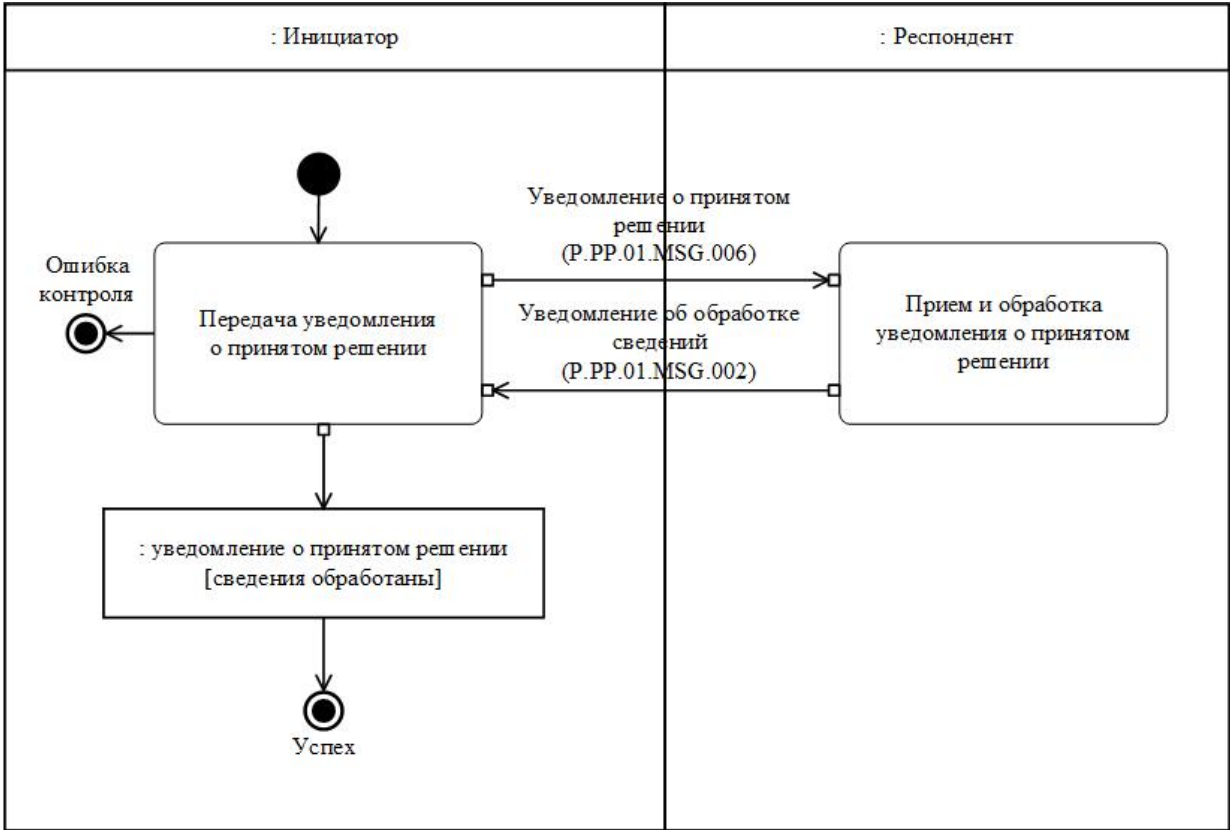 : Инициатор
: Респондент
Уведомление о принятом
решении
(P.PP.01.MSG.006)
Ошибка
контроля
Передача уведомления
о принятом решении
Уведомление об обработке
сведений
(P.PP.01.MSG.002)
Прием и обработка
уведомления о принятом
решении
: уведомление о принятом решении
[сведения обработаны]
Успех